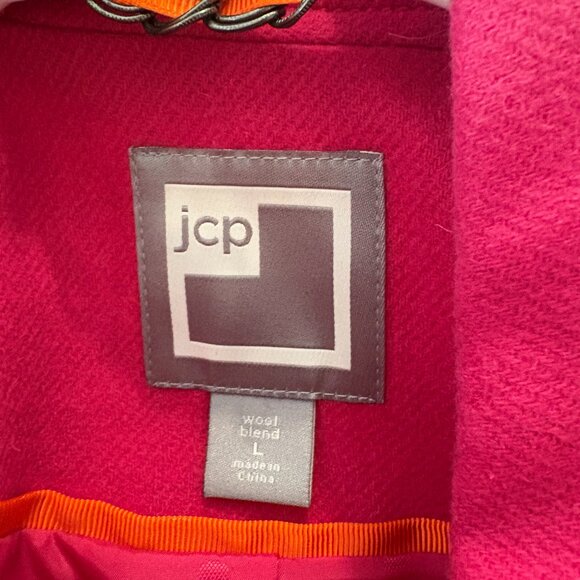 jcp
wool
blend
L
made in
China